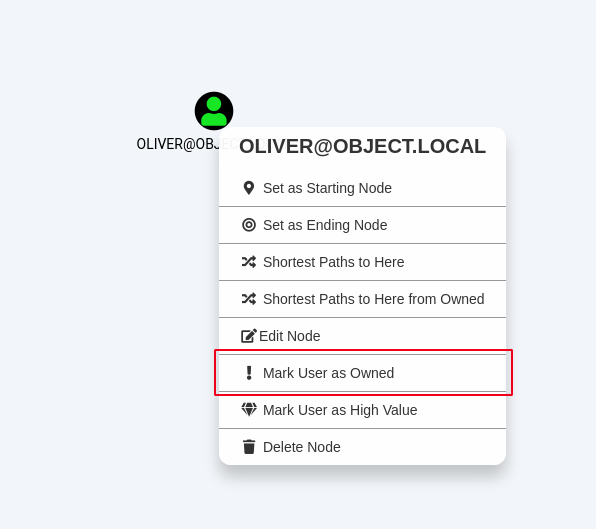 OLIVER@OBJ
OLIVER@OBJECT.LOCAL
Set as Starting Node
Set as Ending Node
Shortest Paths to Here
Shortest Paths to Here from Owned
Edit Node
Mark User as Owned
Mark User as High Value
Delete Node